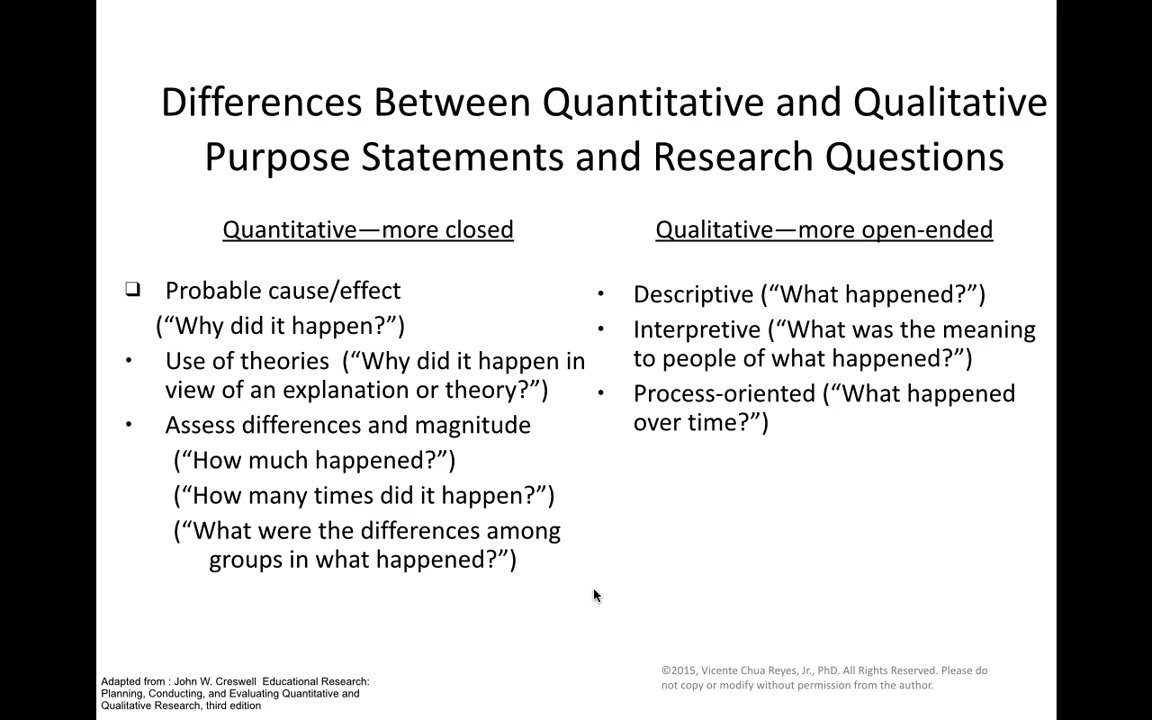 Differences Between Quantitative and Qualitative
Purpose Statements and Research Questions
Quantitative—more closed
❑ Probable cause/effect
(“Why did it happen?”)
• Use of theories (“Why did it happen in
view of an explanation or theory?”)
• Assess differences and magnitude
(“How much happened?”)
(“How many times did it happen?”)
(“What were the differences among
groups in what happened?”)
Qualitative—more open-ended
• Descriptive (“What happened?”)
• Interpretive (“What was the meaning
to people of what happened?”)
• Process-oriented (“What happened
over time?”)
Adapted from : John W. Creswell Educational Research:
Planning, Conducting, and Evaluating Quantitative and
Qualitative Research, third edition
©2015, Vicente Chua Reyes, Jr., PhD. All Rights Reserved. Please do
not copy or modify without permission from the author.